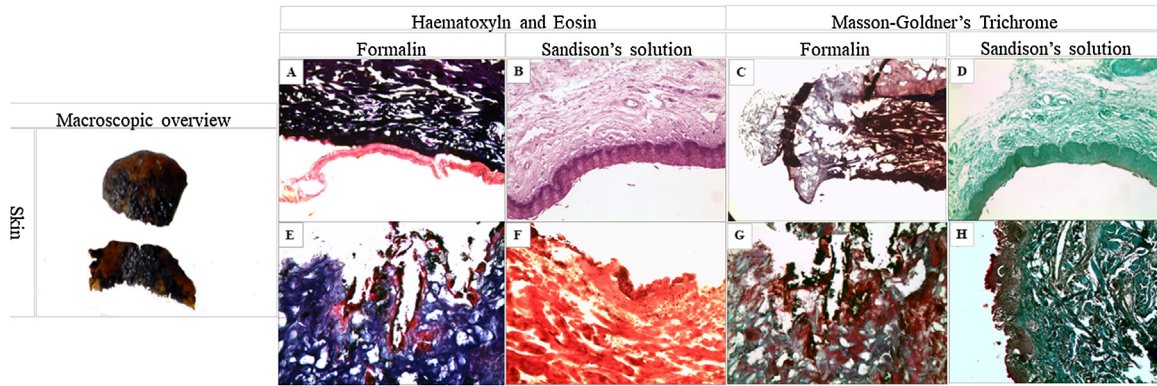 Haematoxyln and Eosin
Masson-Goldner's Trichrome
Formalin
Sandison's solution
Formalin
Sandison's solution
A
B
C
D
Macroscopic overview
Skin
E
F
G
H